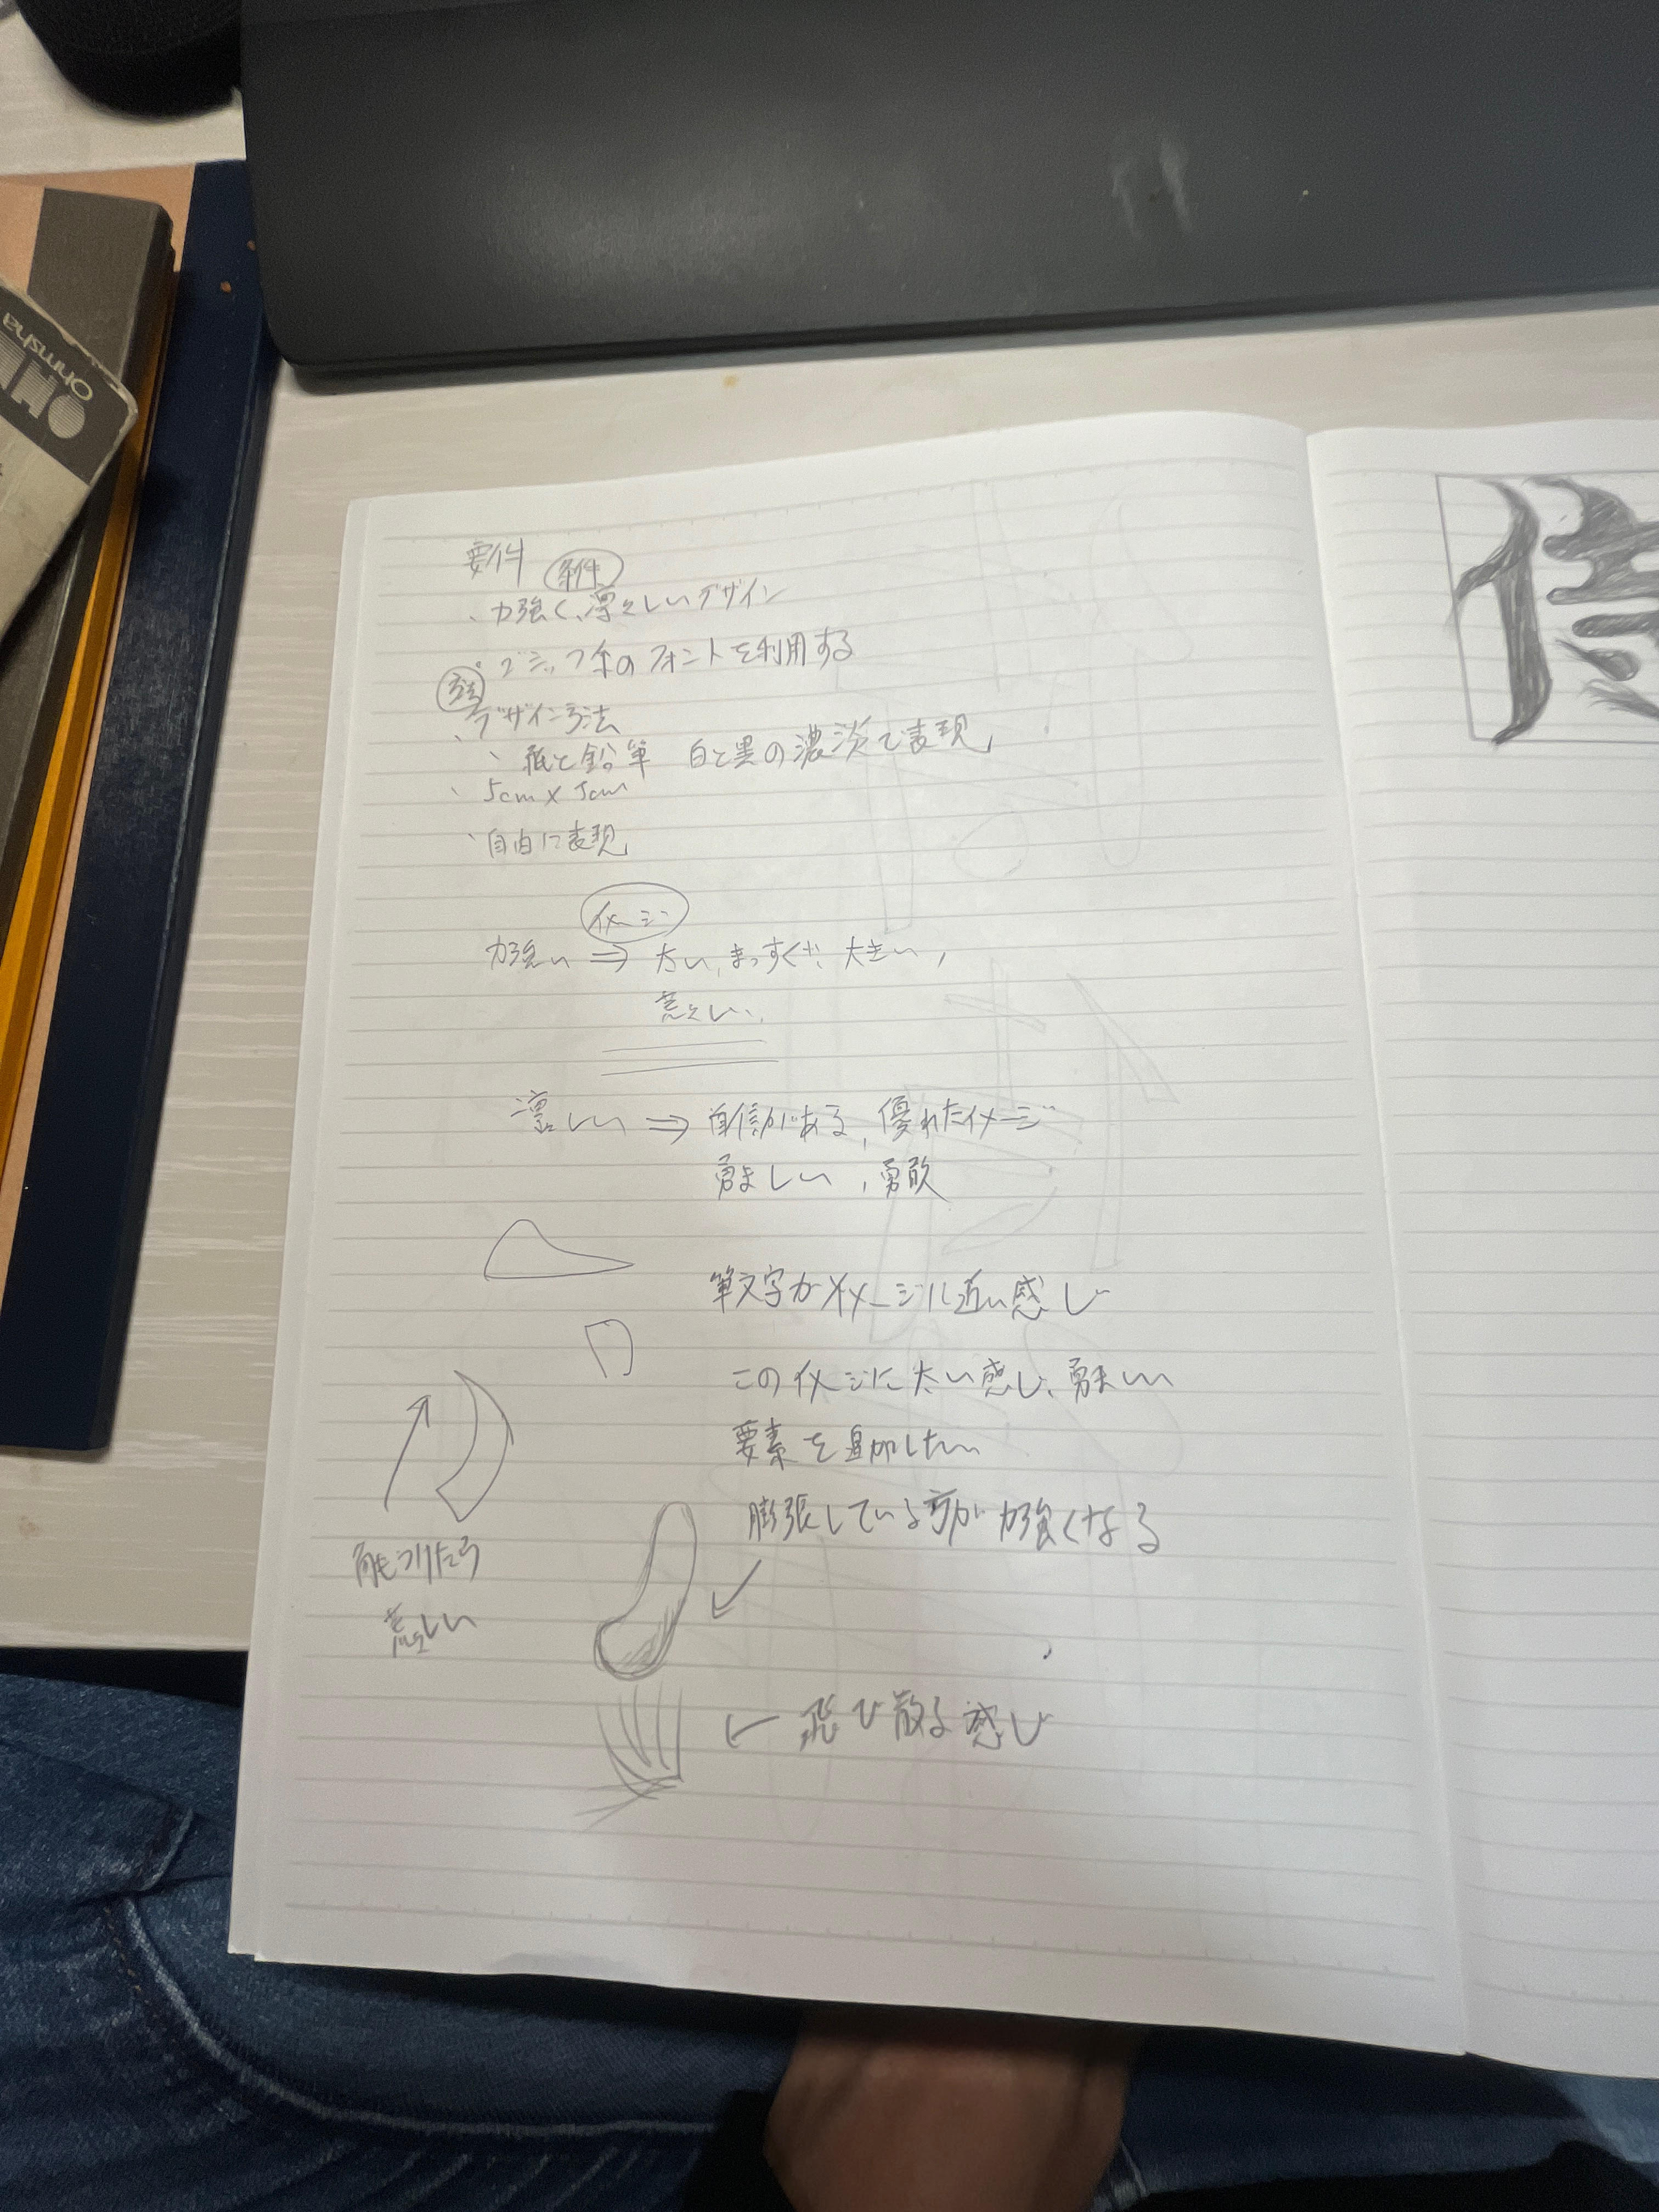 Ohmsha
OHM
要件
条件
・力強く、凛々しいデザイン
・ゴシック系のフォントを利用する
方法
・デザイン方法
・紙と鉛筆 白と黒の濃淡で表現
・5cm×5cm
・自由に表現
イメージ
力強い ⇒ 太い、まっすぐ、大きい、
荒々しい、
凛しい ⇒ 自信がある、優れたイメージ
勇ましい、勇敢
筆文字がイメージに近い感じ
このイメージに太い感じ、勇ましい
要素を追加したい
膨張している方が力強くなる
角もつけたら
荒々しい
← 飛び散る感じ
侍